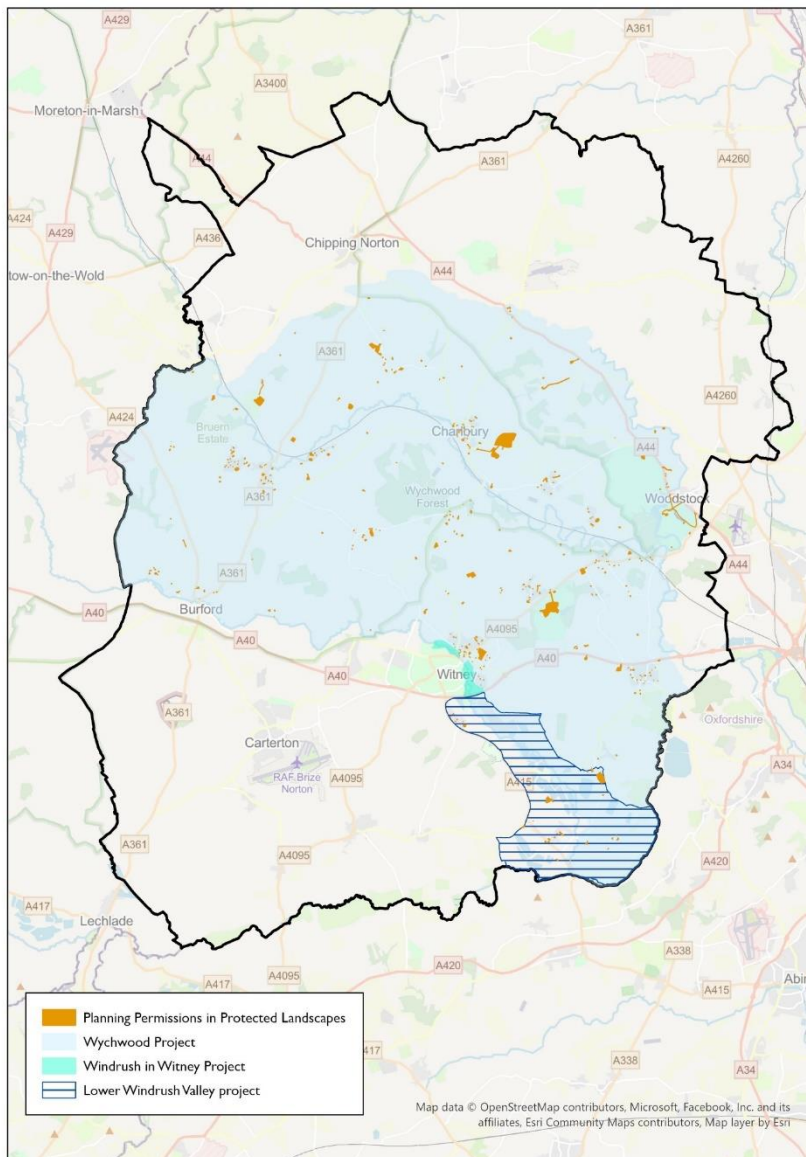 A429
A361
A3400
Moreton-in-Marsh
A44
A361
A4260
A424
A429
A436
Chipping Norton
tow-on-the-Wold
A44
A361
A4260
A424
Bruern
Estate
Charlbury
A44
A361
Wychwood
Forest
Woodstock
A361
A44
Burford
A40
A4095
A40
A40
Witney
A40
A361
Oxfordshire
Carterton
A34
RAF Brize
Norton
A4095
A415
A361
A4095
A420
A417
Lechlade
A338
A417
A4095
A420
A415
Abin
Planning Permissions in Protected Landscapes
Wychwood Project
Windrush in Witney Project
Lower Windrush Valley project
A417
A338
A34
Map data © OpenStreetMap contributors, Microsoft, Facebook, Inc. and its
affiliates, Esri Community Maps contributors, Map layer by Esri